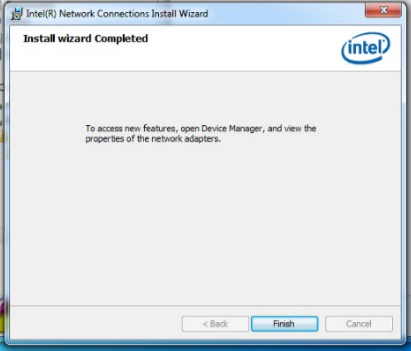 Intel(R) Network Connections Install Wizard
Install wizard Completed
intel
To access new features, open Device Manager, and view the
properties of the network adapters.
< Back
Finish
Cancel